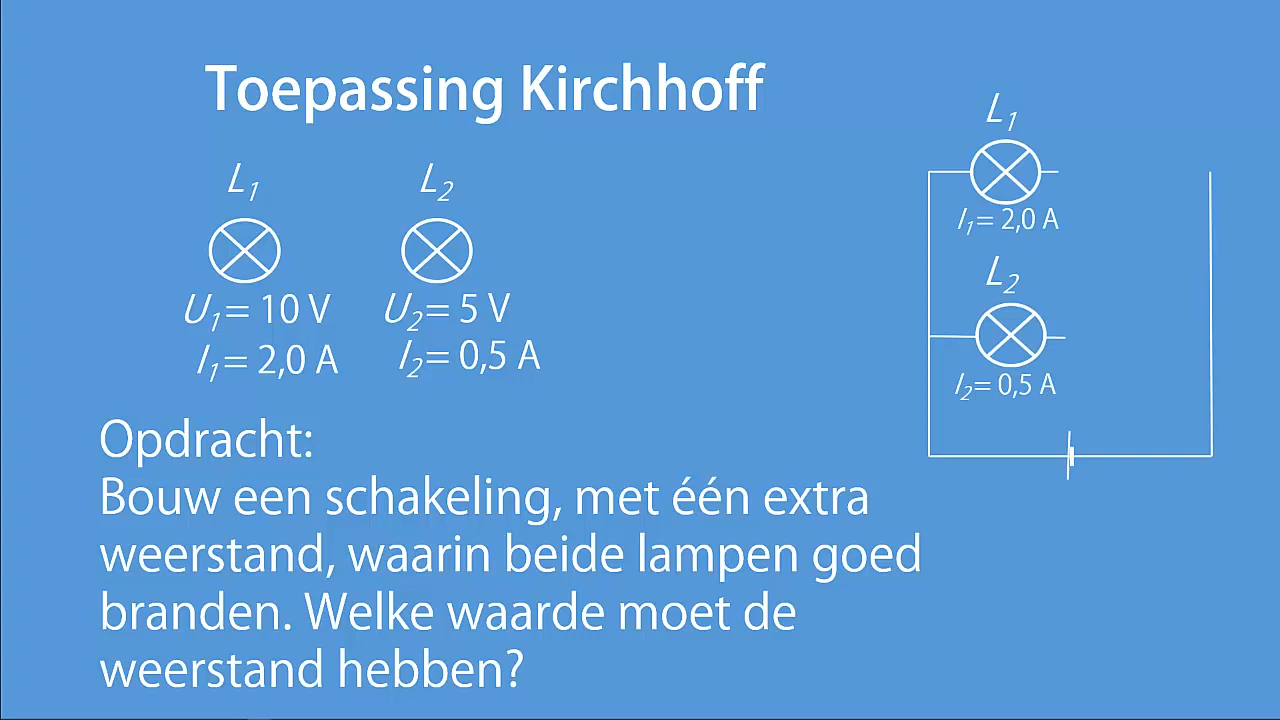 Toepassing Kirchhoff
L1
L2
U1= 10 V
U2= 5 V
I1= 2,0 A
I2= 0,5 A
L1
I1= 2,0 A
L2
I2= 0,5 A
Opdracht:
Bouw een schakeling, met één extra
weerstand, waarin beide lampen goed
branden. Welke waarde moet de
weerstand hebben?